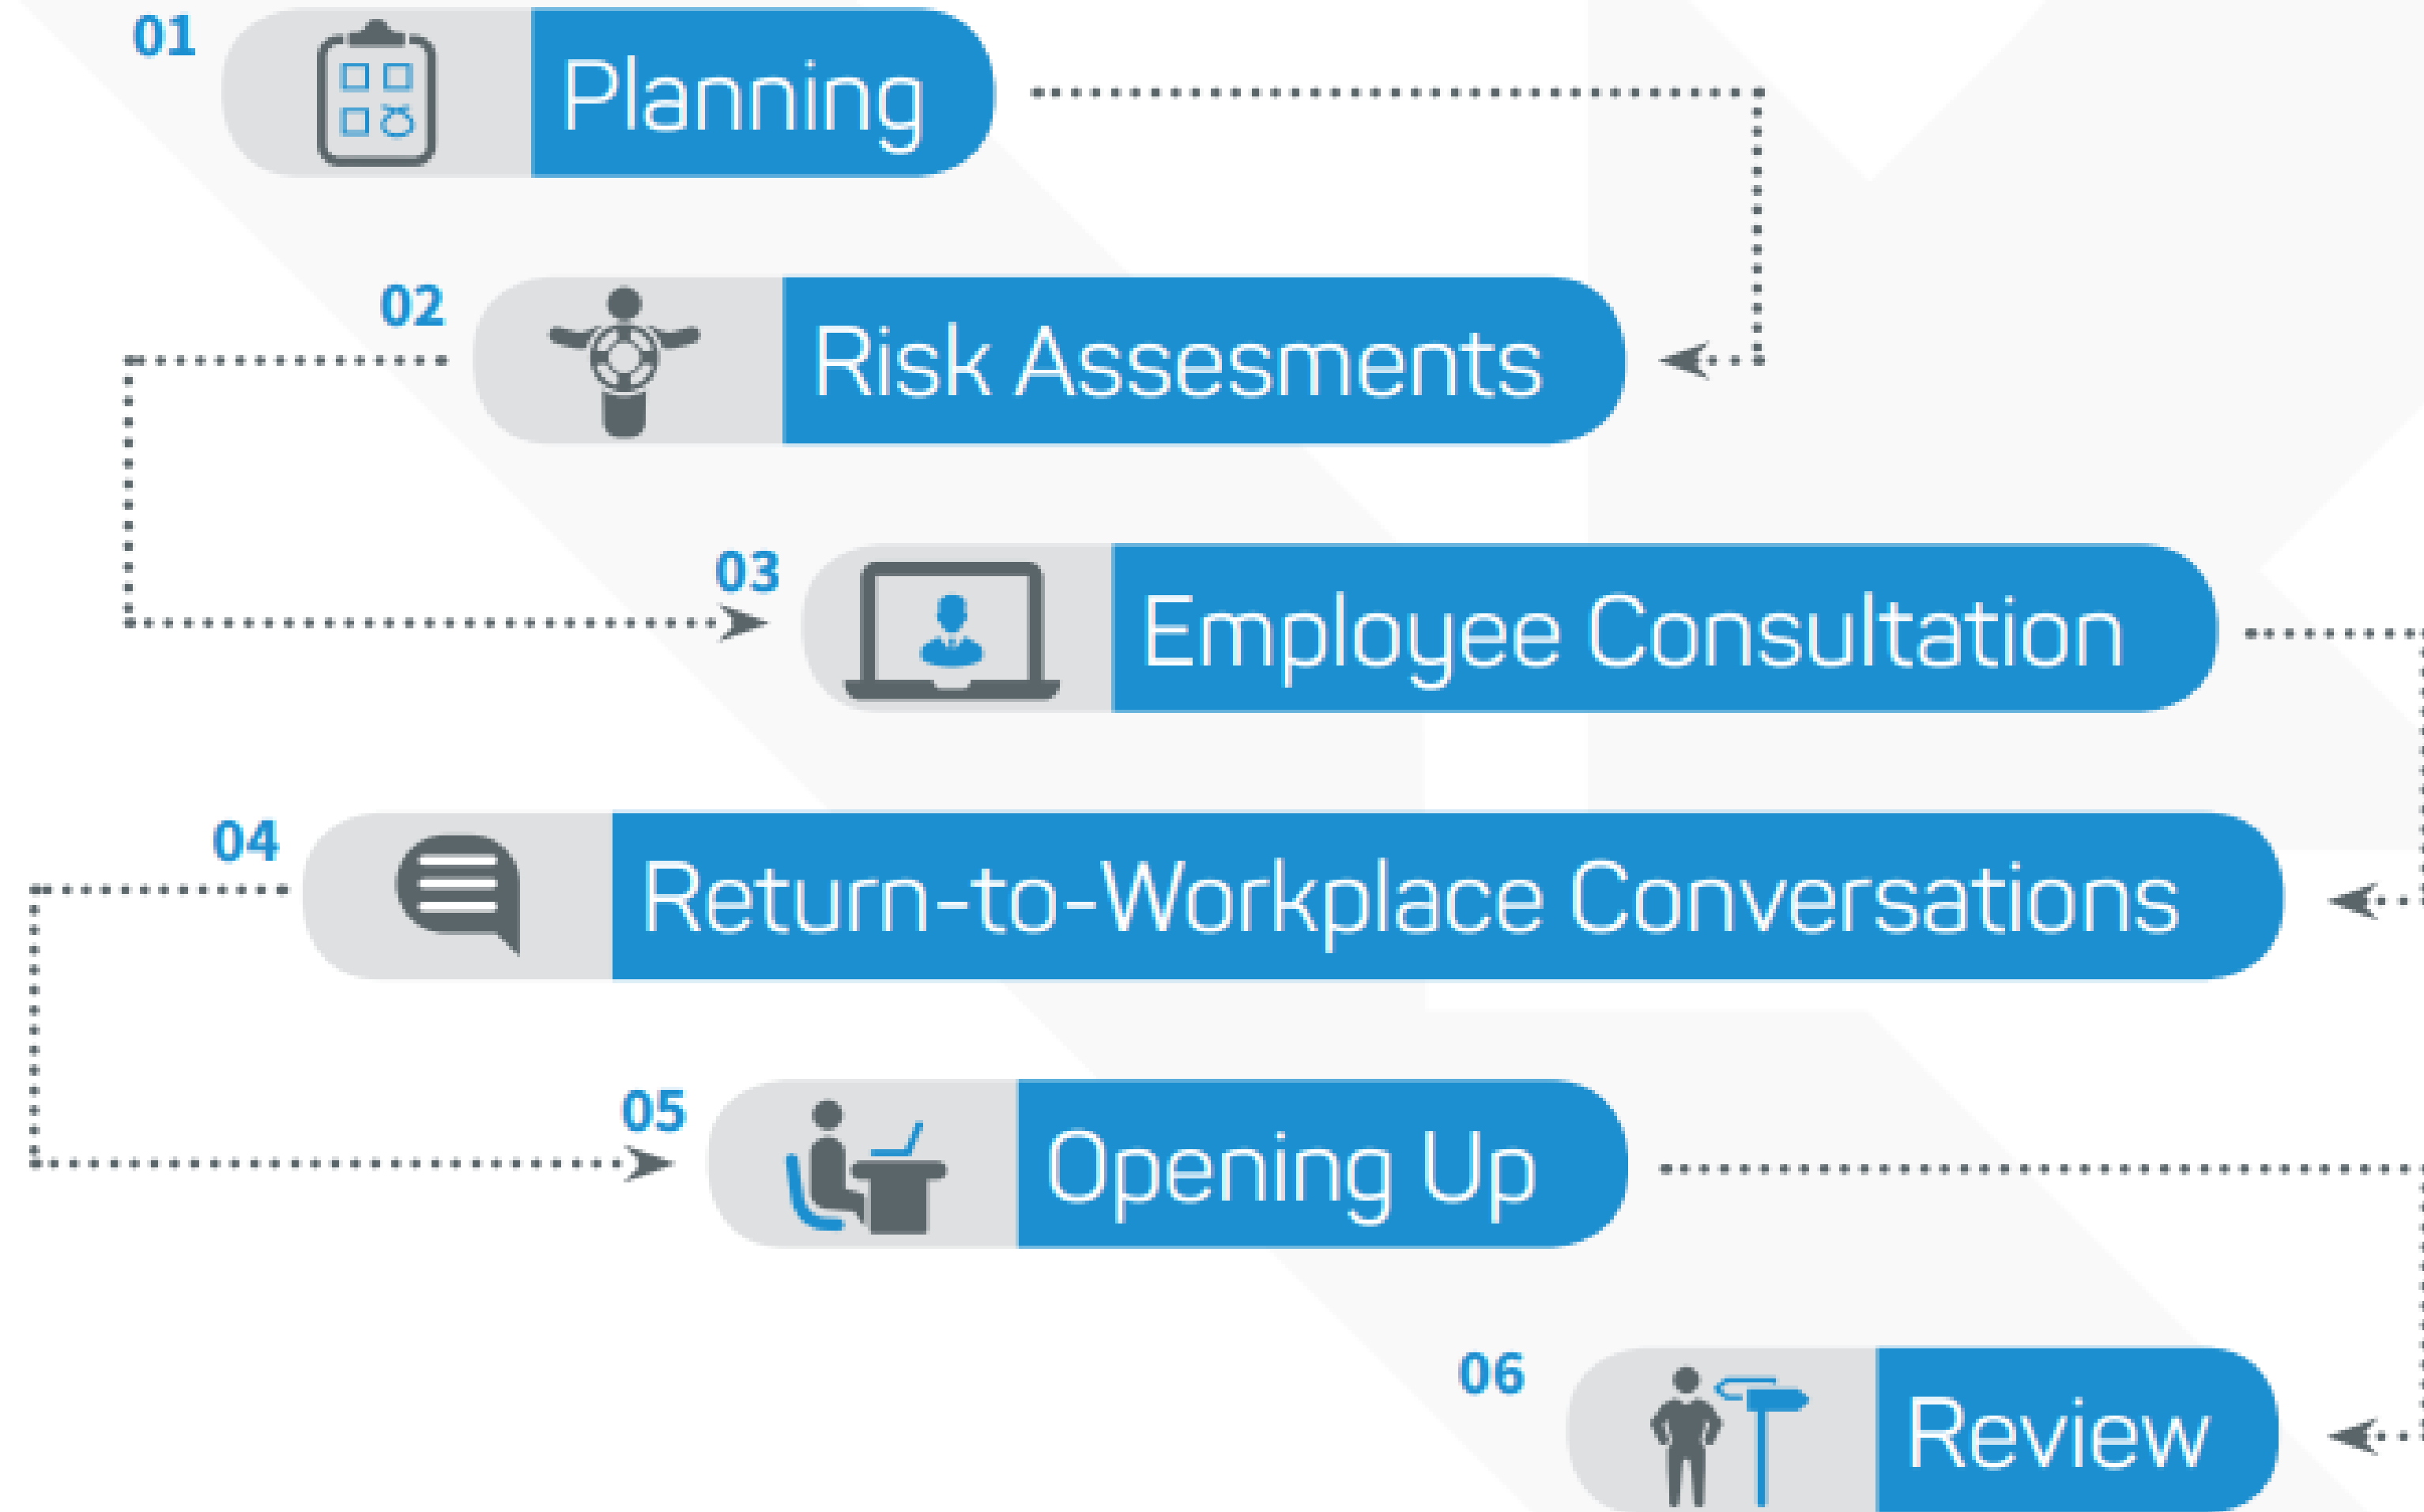 01
Planning
02
Risk Assesments
03
Employee Consultation
04
Return-to-Workplace Conversations
05
Opening Up
06
Review